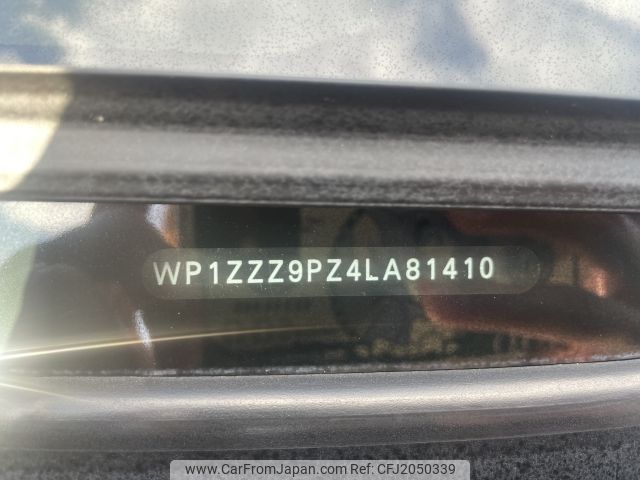 WP1ZZZ9PZ4LA81410
www.CarFromJapan.com | Ref: CFJ2050339